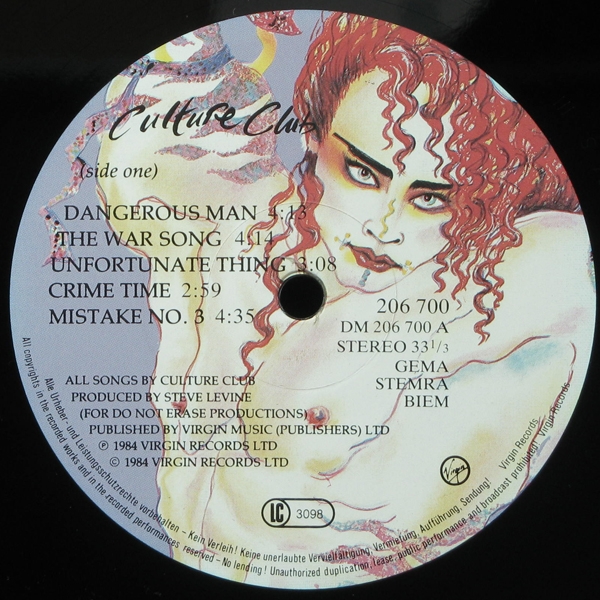 Culture Club
(side one)
DANGEROUS MAN 4:13
THE WAR SONG 4:14
UNFORTUNATE THING 3:08
CRIME TIME 2:59
MISTAKE NO. 3 4:35
206 700
DM 206 700 A
STEREO 33 1/3
GEMA
STEMRA
BIEM
ALL SONGS BY CULTURE CLUB
PRODUCED BY STEVE LEVINE
(FOR DO NOT ERASE PRODUCTIONS)
PUBLISHED BY VIRGIN MUSIC (PUBLISHERS) LTD
℗ 1984 VIRGIN RECORDS LTD
© 1984 VIRGIN RECORDS LTD
Virgin
LC 3098
Alle Urheber- und Leistungsschutzrechte vorbehalten – Kein Verleih! Keine unerlaubte Vervielfältigung, Vermietung, Aufführung, Sendung! Virgin Records.
All copyrights in the recorded works and in the recorded performances reserved – No lending! Unauthorized duplication, lease, public performance and broadcast prohibited! Virgin Records